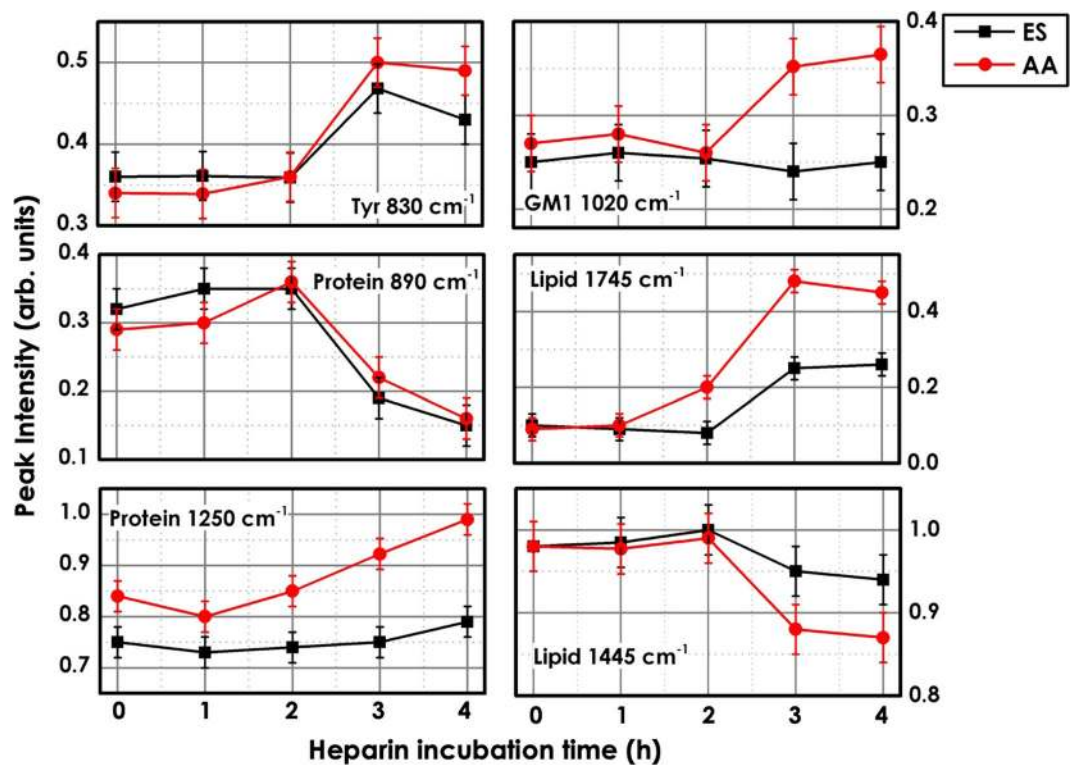 ES
AA
0.5
0.4
0.3
Tyr 830 cm⁻¹
0.4
0.3
0.2
GM1 1020 cm⁻¹
0.4
0.3
0.2
0.1
Protein 890 cm⁻¹
Lipid 1745 cm⁻¹
0.4
0.2
0.0
1.0
0.9
0.8
0.7
Protein 1250 cm⁻¹
1.0
0.9
0.8
Lipid 1445 cm⁻¹
0 1 2 3 4
0 1 2 3 4
Peak Intensity (arb. units)
Heparin incubation time (h)